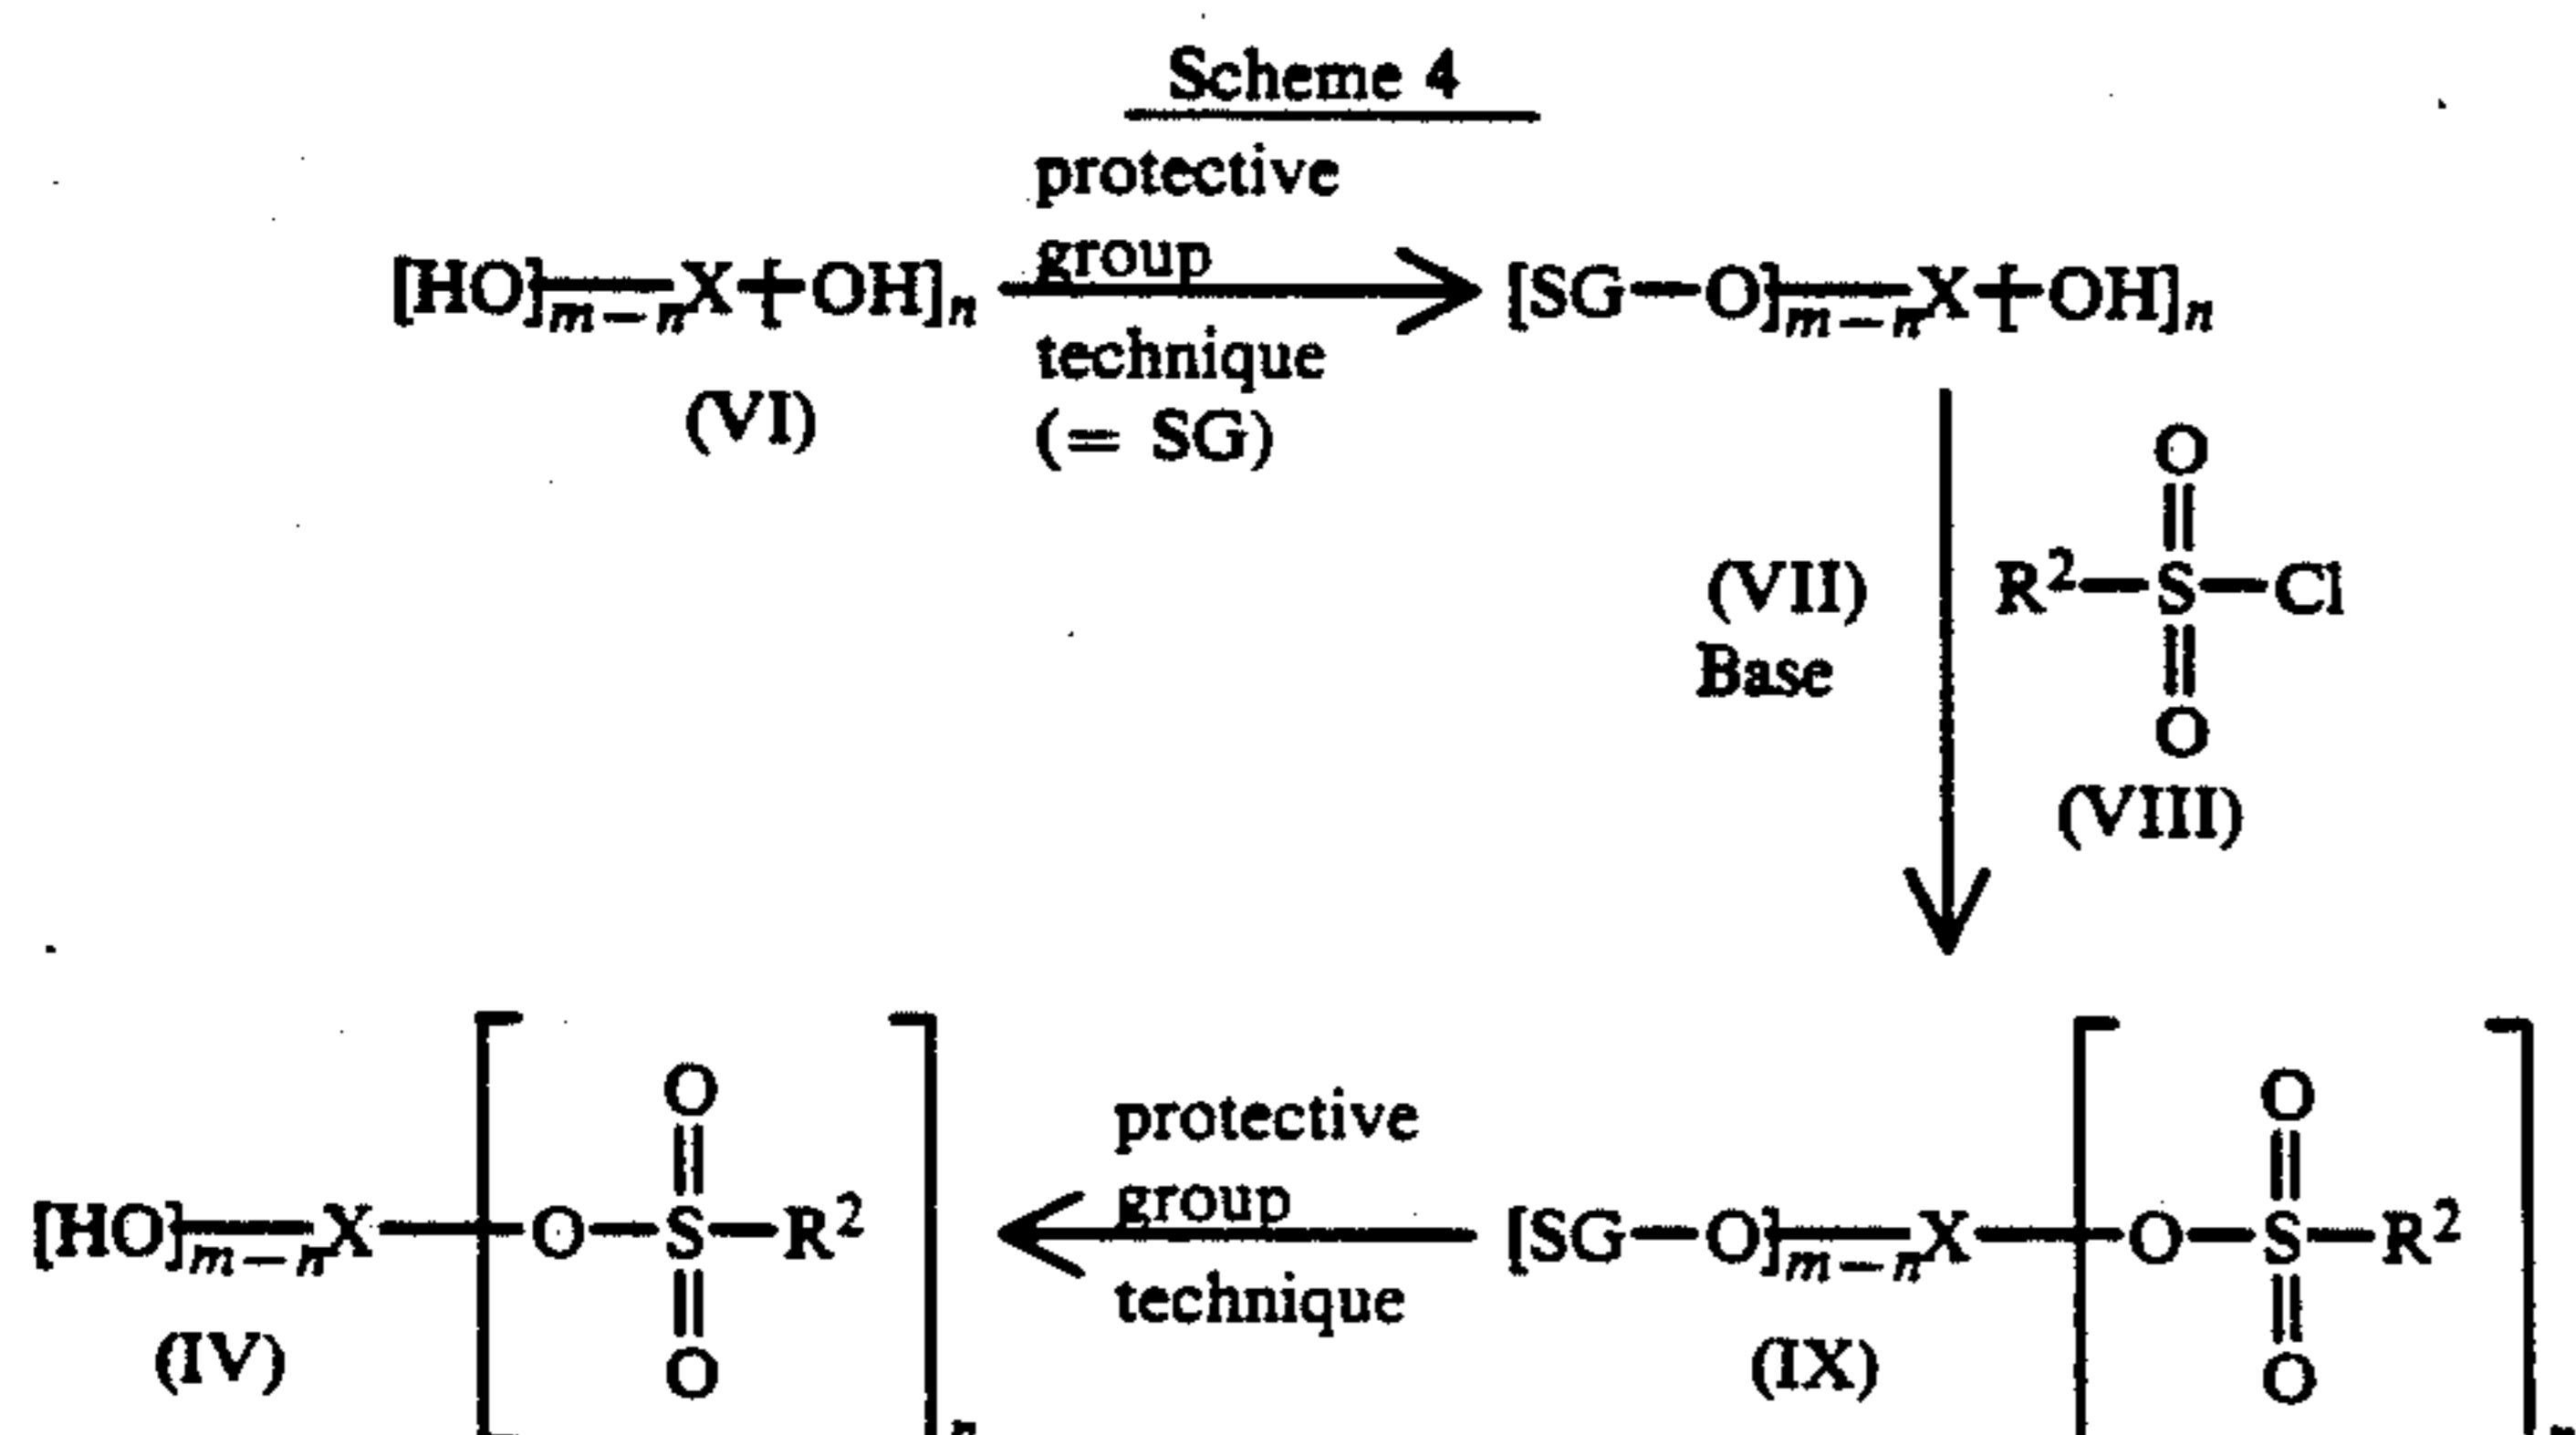 Scheme 4
protective
group
technique
(= SG)
[HO]m−n X [OH]n
(VI)
[SG—O]m−n X [OH]n
(VII)
Base
O
R2—S—Cl
O
(VIII)
[HO]m−n X [O—S—R2]n
O
O
(IV)
protective
group
technique
[SG—O]m−n X [O—S—R2]n
O
O
(IX)